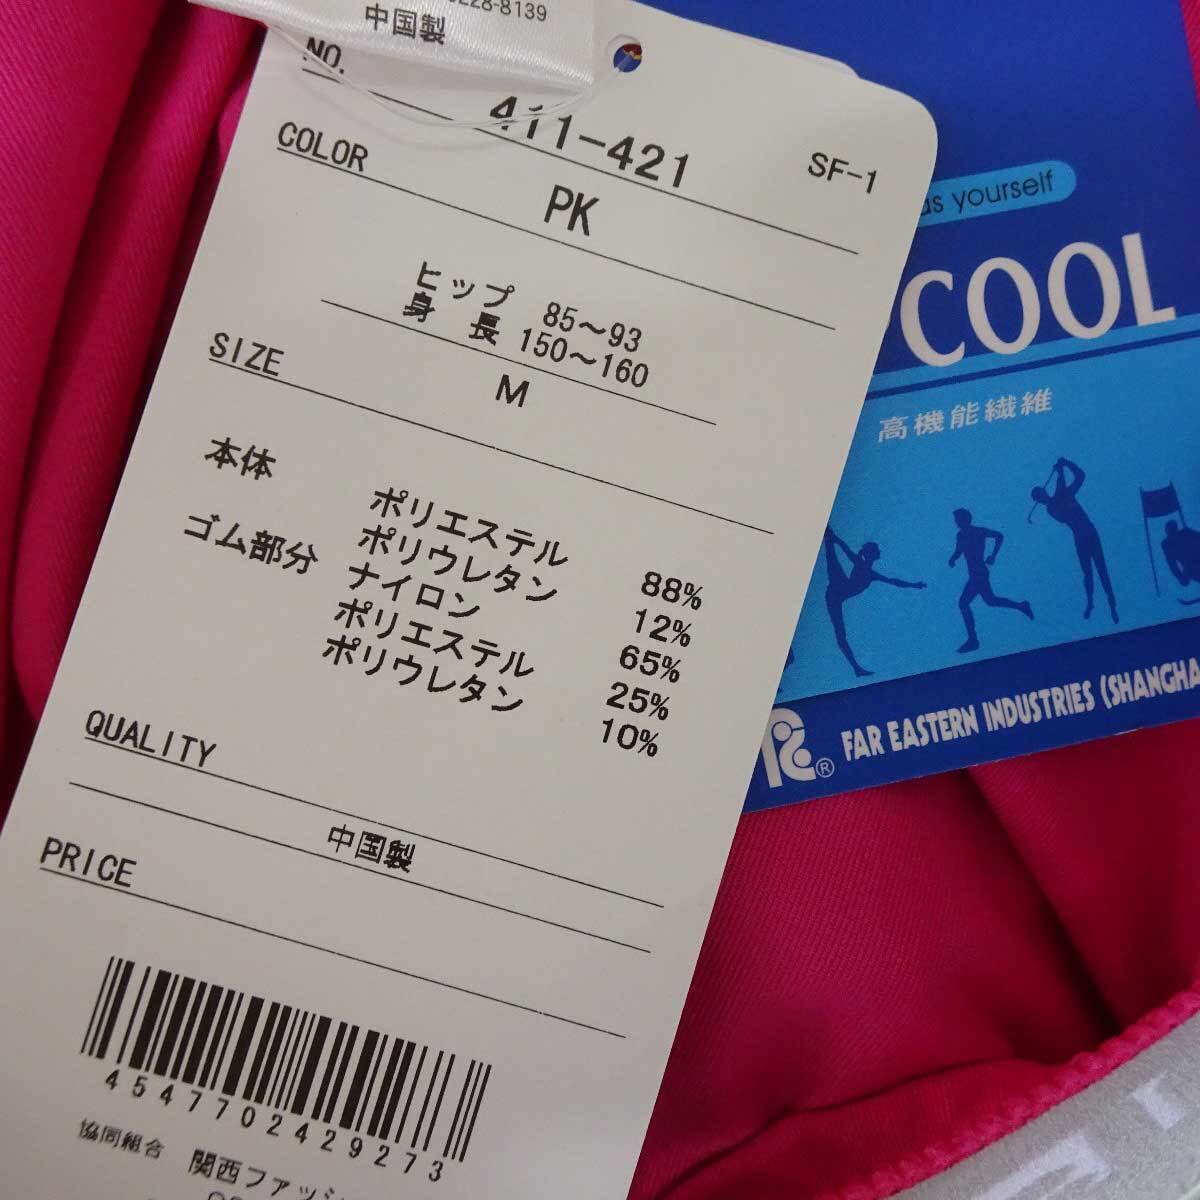 中国製
NO.
411-421
SF-1
COLOR
PK
ヒップ 85～93
身 長 150～160
SIZE
M
本体
ポリエステル 88%
ポリウレタン 12%
ゴム部分
ナイロン 65%
ポリエステル 25%
ポリウレタン 10%
QUALITY
中国製
PRICE
4547702429273
協同組合 関西ファッシ
as yourself
COOL
高機能繊維
® FAR EASTERN INDUSTRIES (SHANGHA